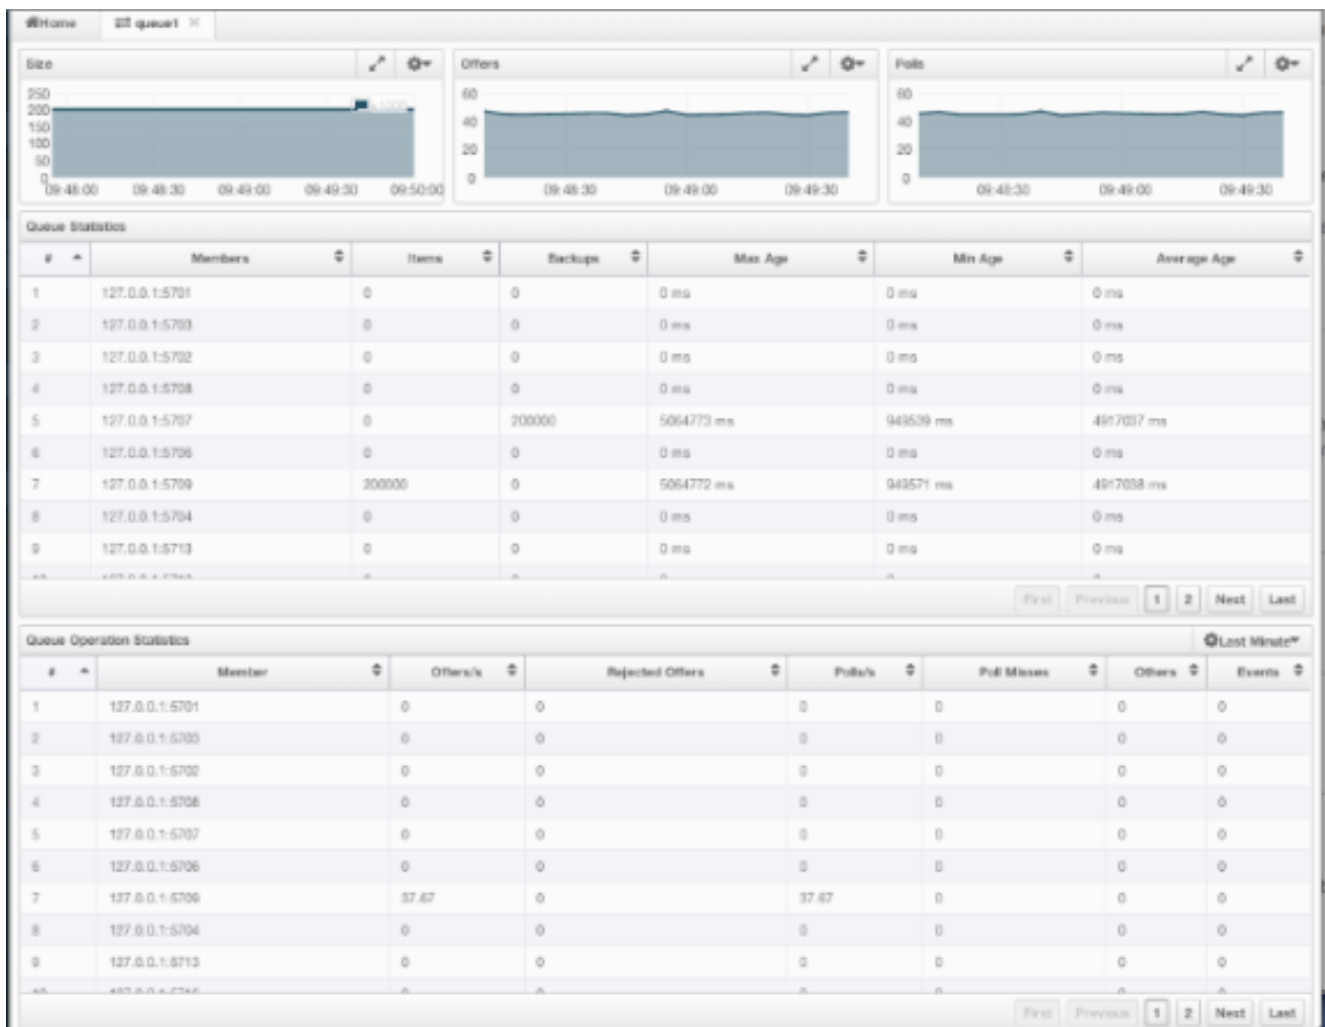 Home queue1
Size Offers Polls
250
200
150
100
50
0
x 1000
09:48:00 09:48:30 09:49:00 09:49:30 09:50:00
60
40
20
0
09:48:30 09:49:00 09:49:30
60
40
20
0
09:48:30 09:49:00 09:49:30
Queue Statistics
# Members Items Backups Max Age Min Age Average Age
1 127.0.0.1:5701 0 0 0 ms 0 ms 0 ms
2 127.0.0.1:5703 0 0 0 ms 0 ms 0 ms
3 127.0.0.1:5702 0 0 0 ms 0 ms 0 ms
4 127.0.0.1:5708 0 0 0 ms 0 ms 0 ms
5 127.0.0.1:5707 0 200000 5064773 ms 949539 ms 4917037 ms
6 127.0.0.1:5706 0 0 0 ms 0 ms 0 ms
7 127.0.0.1:5709 200000 0 5064772 ms 949571 ms 4917038 ms
8 127.0.0.1:5704 0 0 0 ms 0 ms 0 ms
9 127.0.0.1:5713 0 0 0 ms 0 ms 0 ms
First Previous 1 2 Next Last
Queue Operation Statistics Last Minute
# Member Offers/s Rejected Offers Polls/s Poll Misses Others Events
1 127.0.0.1:5701 0 0 0 0 0 0
2 127.0.0.1:5703 0 0 0 0 0 0
3 127.0.0.1:5702 0 0 0 0 0 0
4 127.0.0.1:5708 0 0 0 0 0 0
5 127.0.0.1:5707 0 0 0 0 0 0
6 127.0.0.1:5706 0 0 0 0 0 0
7 127.0.0.1:5709 37.67 0 37.67 0 0 0
8 127.0.0.1:5704 0 0 0 0 0 0
9 127.0.0.1:5713 0 0 0 0 0 0
First Previous 1 2 Next Last